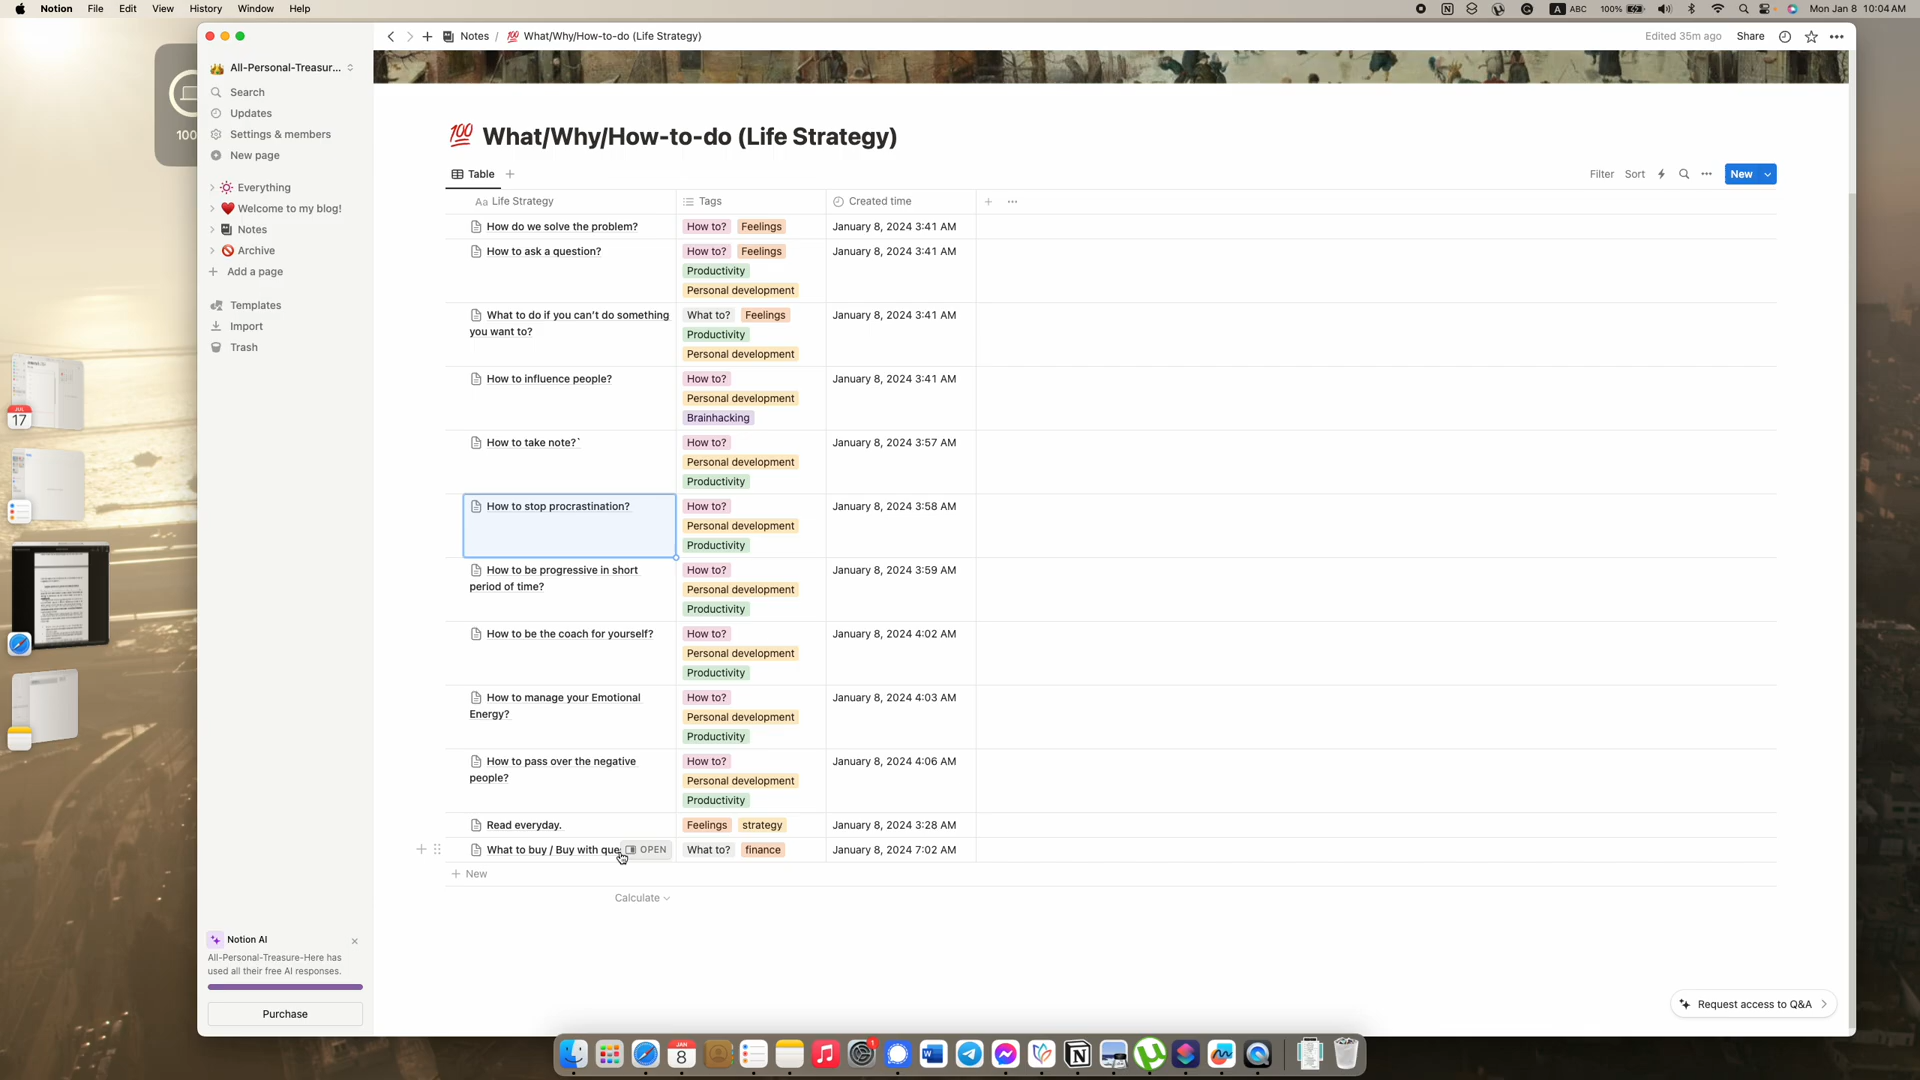 Notion File Edit View History Window Help
A ABC 100% Mon Jan 8 10:04 AM
Notes / 💯 What/Why/How-to-do (Life Strategy)
Edited 35m ago Share
All-Personal-Treasur...
Search
Updates
Settings & members
New page
Everything
Welcome to my blog!
Notes
Archive
Add a page
Templates
Import
Trash
100
JUL
17
💯 What/Why/How-to-do (Life Strategy)
Table
Filter Sort New
Aa Life Strategy Tags Created time
How do we solve the problem? How to? Feelings January 8, 2024 3:41 AM
How to ask a question? How to? Feelings January 8, 2024 3:41 AM
Productivity
Personal development
What to do if you can't do something What to? Feelings January 8, 2024 3:41 AM
you want to? Productivity
Personal development
How to influence people? How to? January 8, 2024 3:41 AM
Personal development
Brainhacking
How to take note?` How to? January 8, 2024 3:57 AM
Personal development
Productivity
How to stop procrastination? How to? January 8, 2024 3:58 AM
Personal development
Productivity
How to be progressive in short How to? January 8, 2024 3:59 AM
period of time? Personal development
Productivity
How to be the coach for yourself? How to? January 8, 2024 4:02 AM
Personal development
Productivity
How to manage your Emotional How to? January 8, 2024 4:03 AM
Energy? Personal development
Productivity
How to pass over the negative How to? January 8, 2024 4:06 AM
people? Personal development
Productivity
Read everyday. Feelings strategy January 8, 2024 3:28 AM
What to buy / Buy with que OPEN What to? finance January 8, 2024 7:02 AM
+ New
Calculate
Notion AI
All-Personal-Treasure-Here has
used all their free AI responses.
Purchase
Request access to Q&A
JAN
8
1